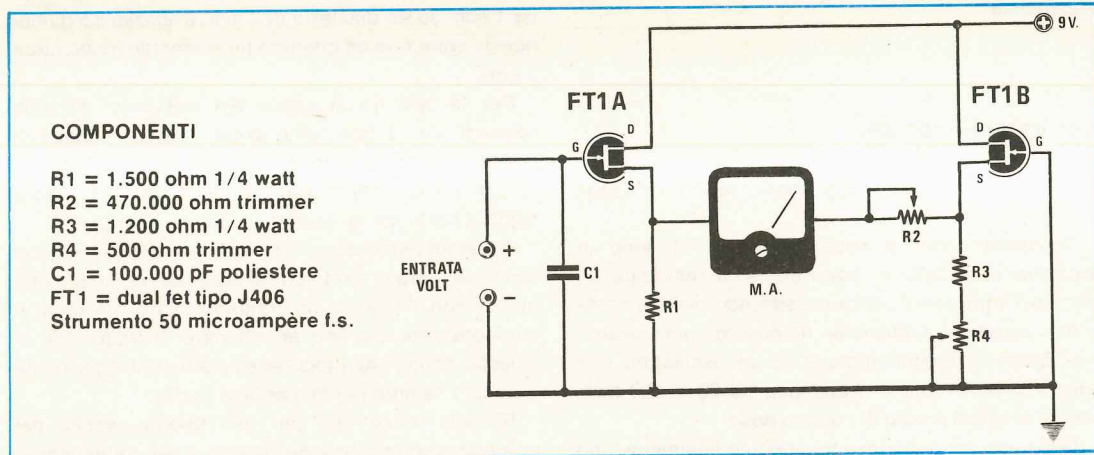 COMPONENTI
R1 = 1.500 ohm 1/4 watt
R2 = 470.000 ohm trimmer
R3 = 1.200 ohm 1/4 watt
R4 = 500 ohm trimmer
C1 = 100.000 pF poliestere
FT1 = dual fet tipo J406
Strumento 50 microampère f.s.
9 V.
FT1A
FT1B
D
G
S
D
G
S
R2
ENTRATA
VOLT
+
−
C1
M.A.
R1
R3
R4